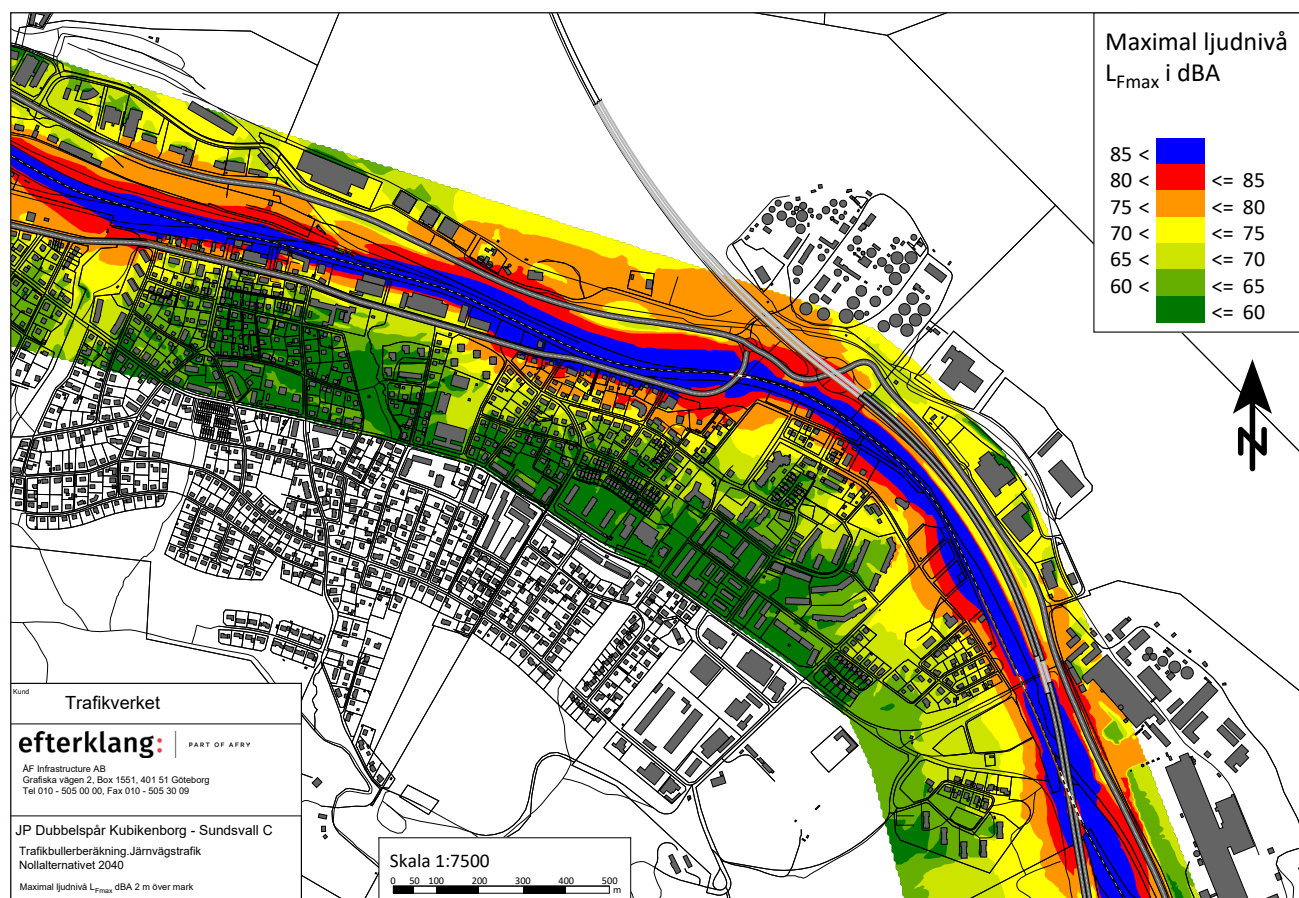 Maximal ljudnivå
LFmax i dBA
85 <
80 < <= 85
75 < <= 80
70 < <= 75
65 < <= 70
60 < <= 65
<= 60
N
Kund
Trafikverket
efterklang: | PART OF AFRY
ÅF Infrastructure AB
Grafiska vägen 2, Box 1551, 401 51 Göteborg
Tel 010 - 505 00 00, Fax 010 - 505 30 09
JP Dubbelspår Kubikenborg - Sundsvall C
Trafikbullerberäkning.Järnvägstrafik
Nollalternativet 2040
Maximal ljudnivå LFmax dBA 2 m över mark
Skala 1:7500
0 50 100 200 300 400 500
m